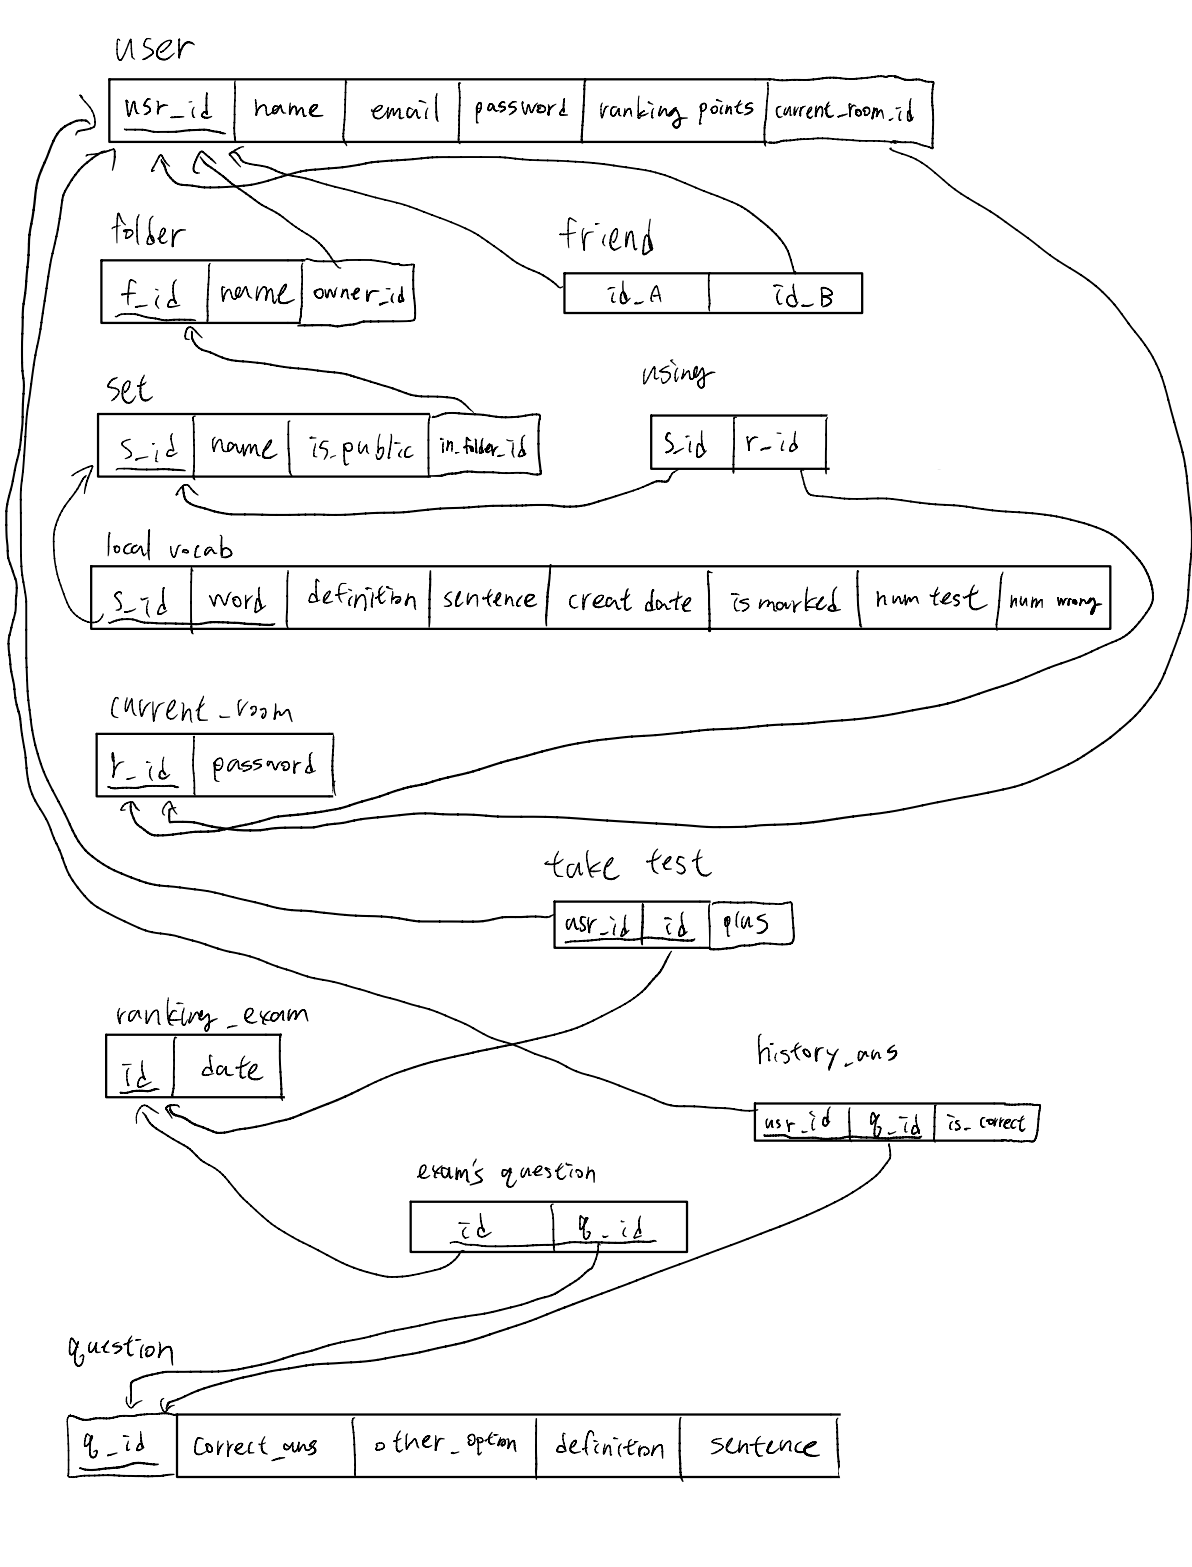 user
usr_id name email password ranking points current_room_id
folder
f_id name owner_id
friend
id_A id_B
set
s_id name is_public in_folder_id
using
s_id r_id
local vocab
s_id word definition sentence creat date is marked num test num wrong
current_room
r_id password
take test
usr_id id plus
ranking_exam
id date
history_ans
usr_id q_id is_correct
exam's question
id q_id
question
q_id correct_ans other_option definition sentence